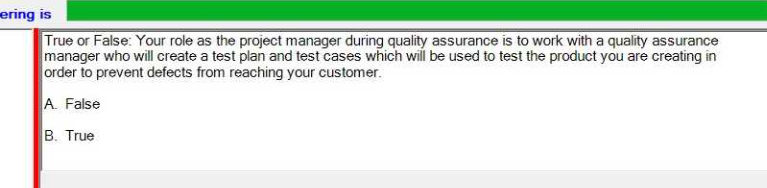 ering is
True or False: Your role as the project manager during quality assurance is to work with a quality assurance
manager who will create a test plan and test cases which will be used to test the product you are creating in
order to prevent defects from reaching your customer.
A. False
B. True